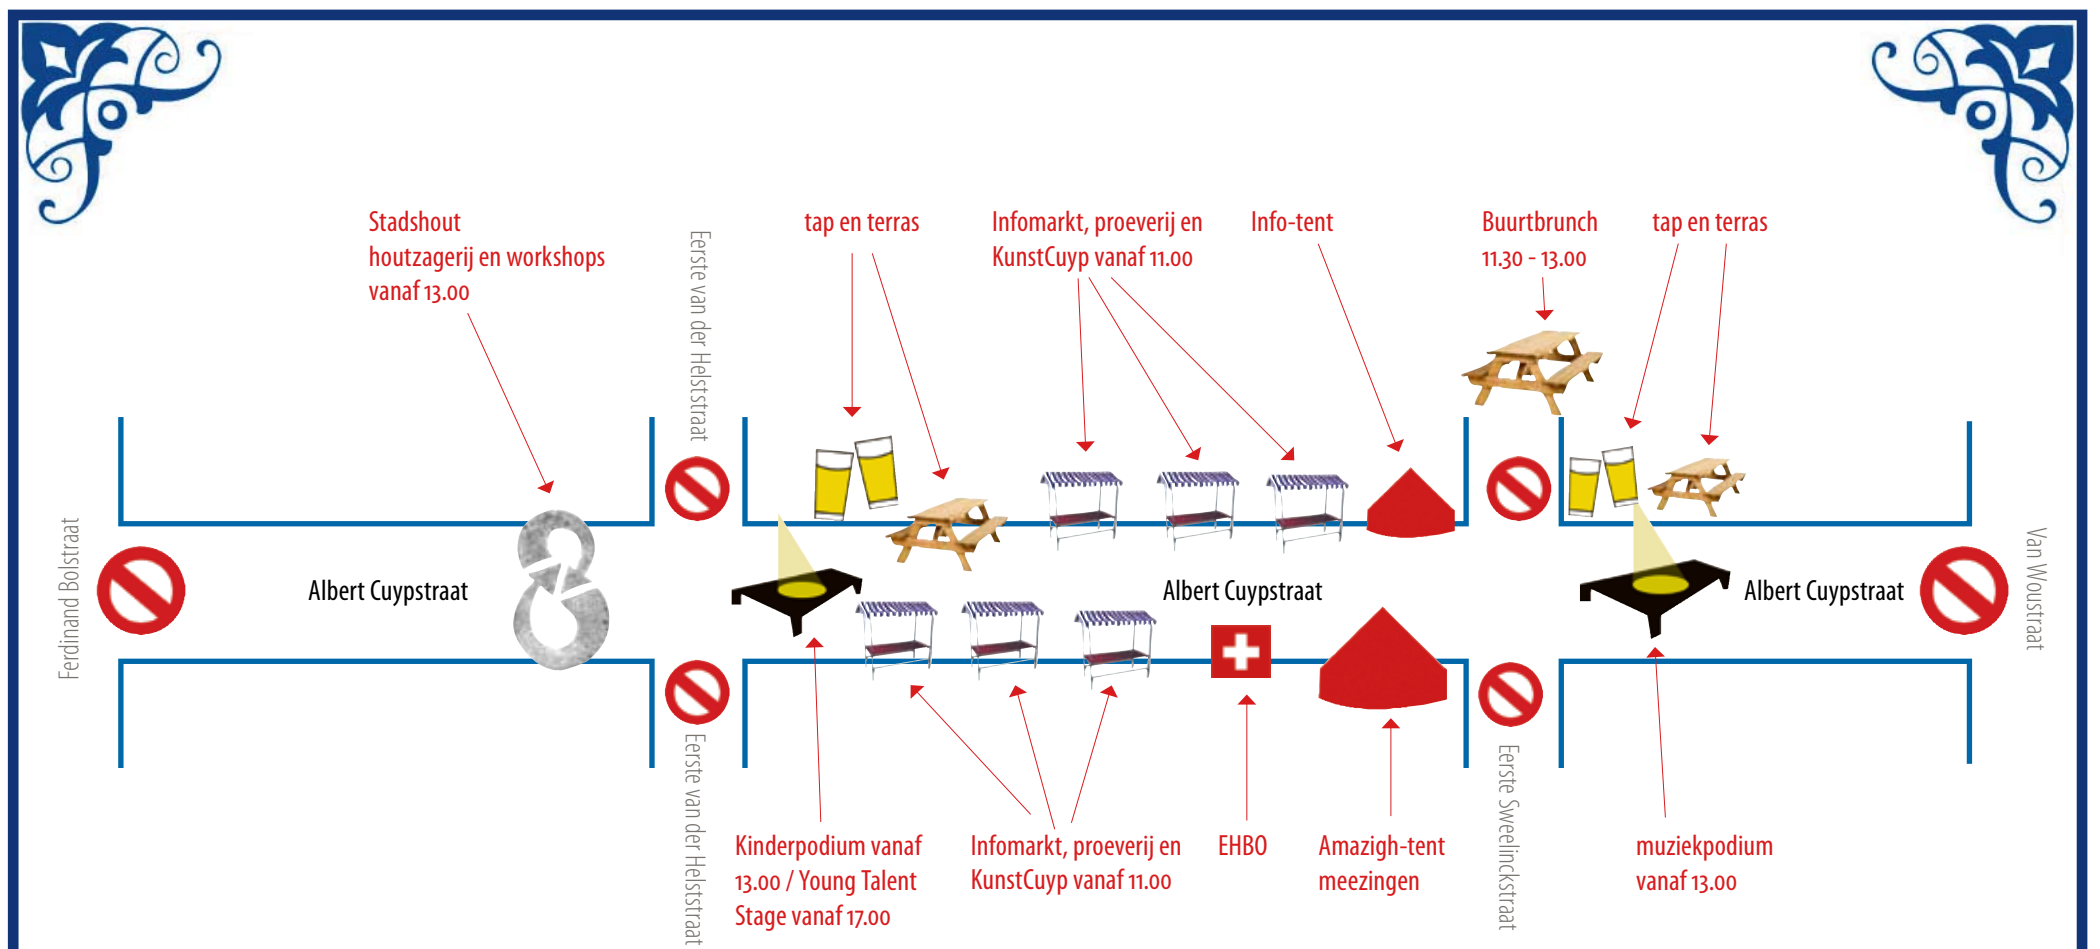 Stadshout
houtzagerij en workshops
vanaf 13.00
Eerste van der Helststraat
tap en terras
Infomarkt, proeverij en
KunstCuyp vanaf 11.00
Info-tent
Buurtbrunch
11.30 - 13.00
tap en terras
Ferdinand Bolstraat
Albert Cuypstraat
Albert Cuypstraat
Albert Cuypstraat
Van Woustraat
Eerste van der Helststraat
Kinderpodium vanaf
13.00 / Young Talent
Stage vanaf 17.00
Infomarkt, proeverij en
KunstCuyp vanaf 11.00
EHBO
Amazigh-tent
meezingen
Eerste Sweelinckstraat
muziekpodium
vanaf 13.00